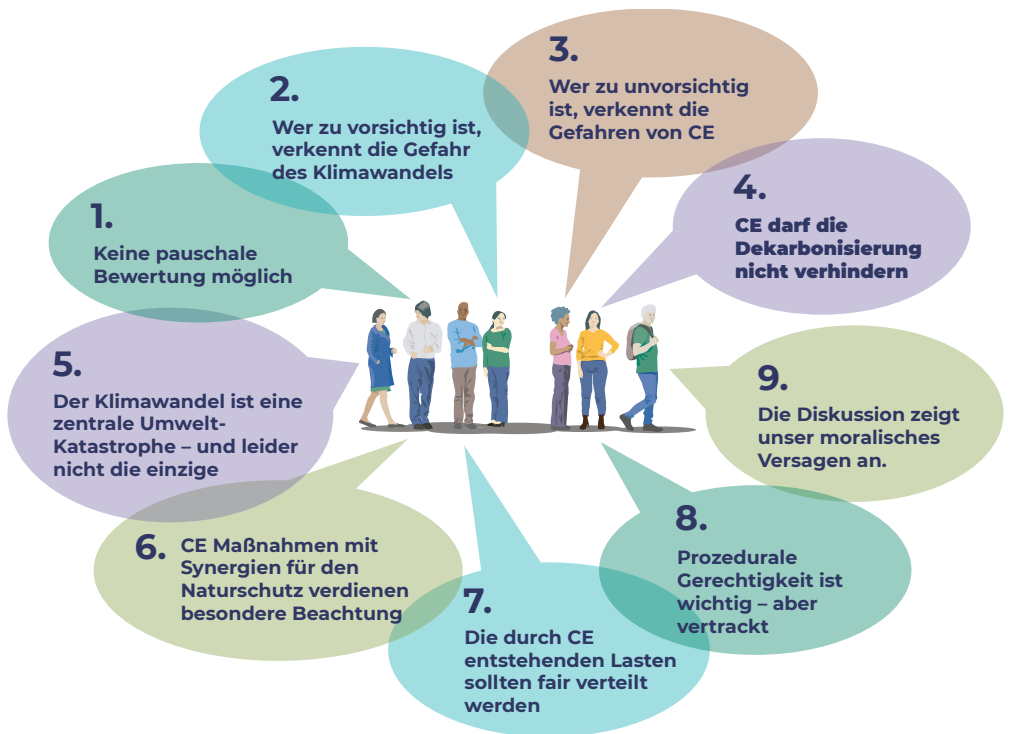 1.
Keine pauschale
Bewertung möglich
2.
Wer zu vorsichtig ist,
verkennt die Gefahr
des Klimawandels
3.
Wer zu unvorsichtig
ist, verkennt die
Gefahren von CE
4.
CE darf die
Dekarbonisierung
nicht verhindern
5.
Der Klimawandel ist eine
zentrale Umwelt-
Katastrophe – und leider
nicht die einzige
6.
CE Maßnahmen mit
Synergien für den
Naturschutz verdienen
besondere Beachtung
7.
Die durch CE
entstehenden Lasten
sollten fair verteilt
werden
8.
Prozedurale
Gerechtigkeit ist
wichtig – aber
vertrackt
9.
Die Diskussion zeigt
unser moralisches
Versagen an.